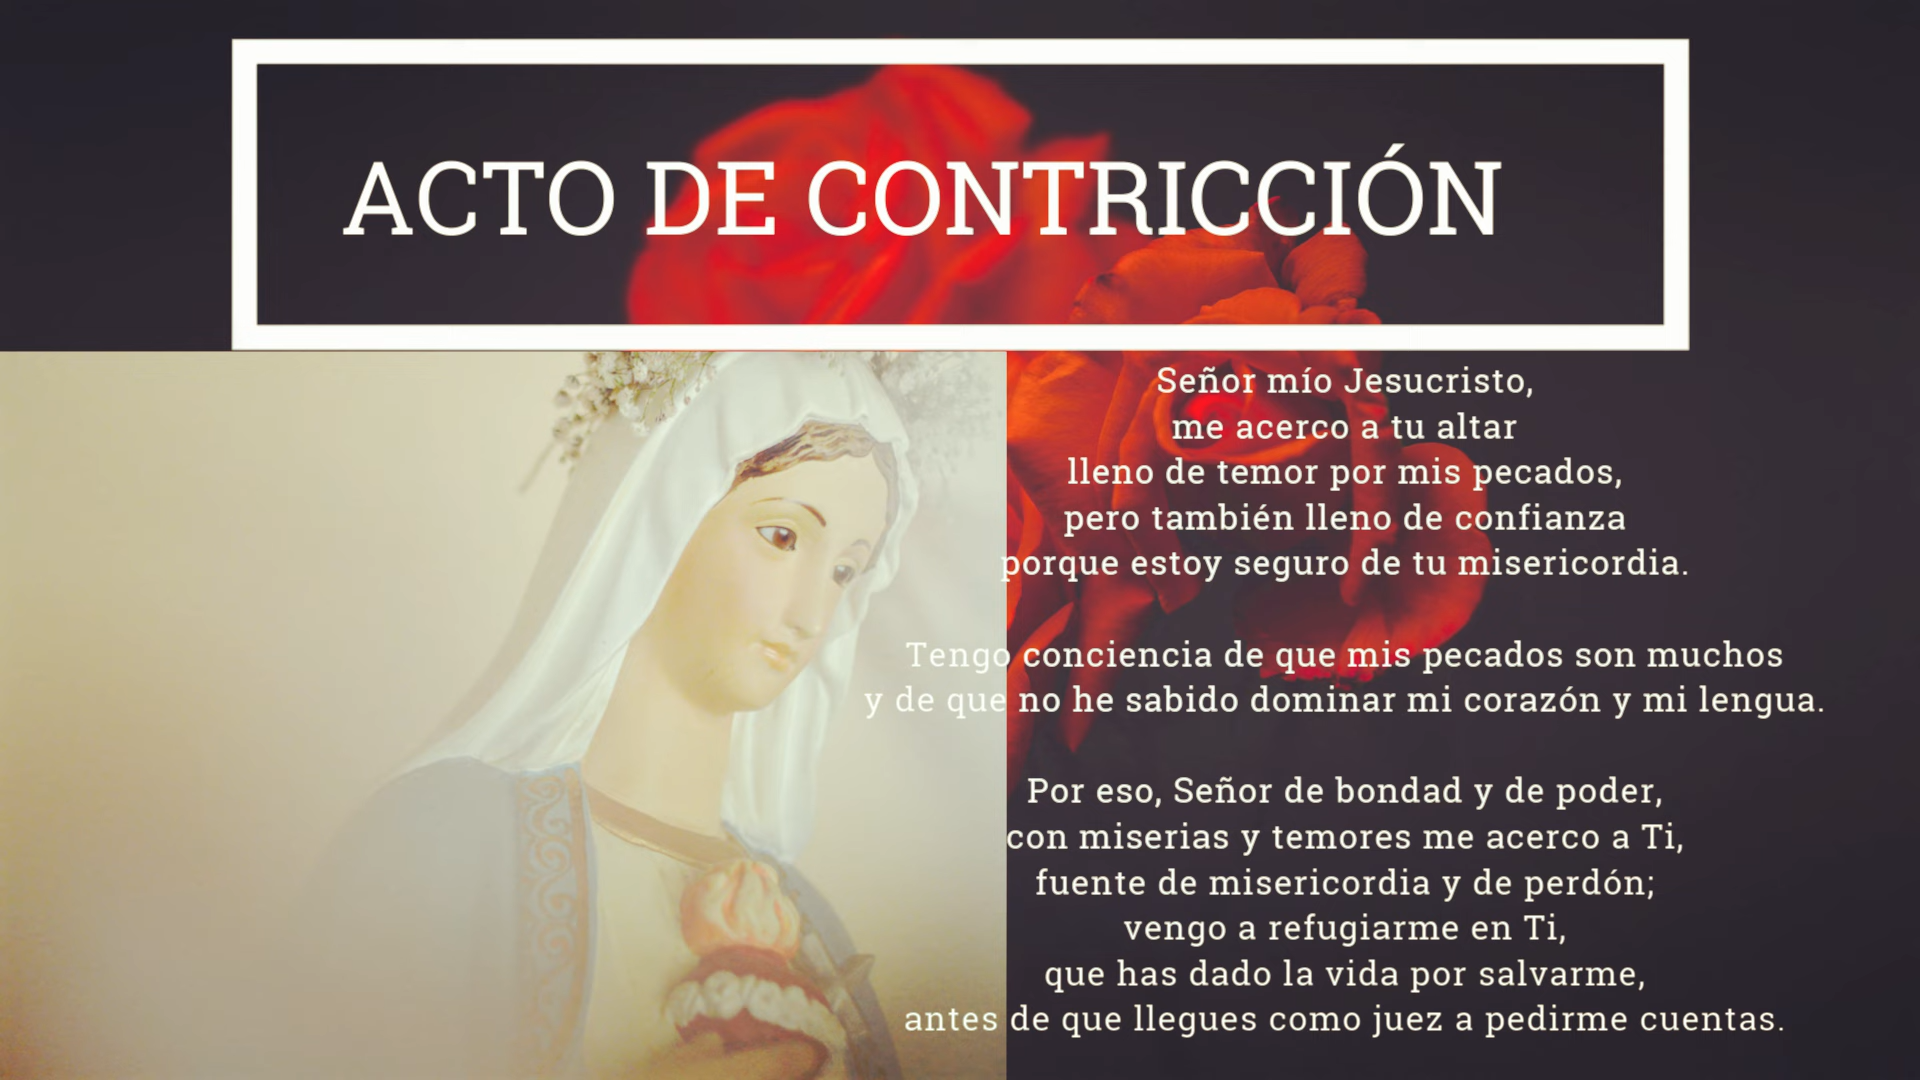 ACTO DE CONTRICCIÓN
Señor mío Jesucristo,
me acerco a tu altar
lleno de temor por mis pecados,
pero también lleno de confianza
porque estoy seguro de tu misericordia.
Tengo conciencia de que mis pecados son muchos
y de que no he sabido dominar mi corazón y mi lengua.
Por eso, Señor de bondad y de poder,
con miserias y temores me acerco a Ti,
fuente de misericordia y de perdón;
vengo a refugiarme en Ti,
que has dado la vida por salvarme,
antes de que llegues como juez a pedirme cuentas.